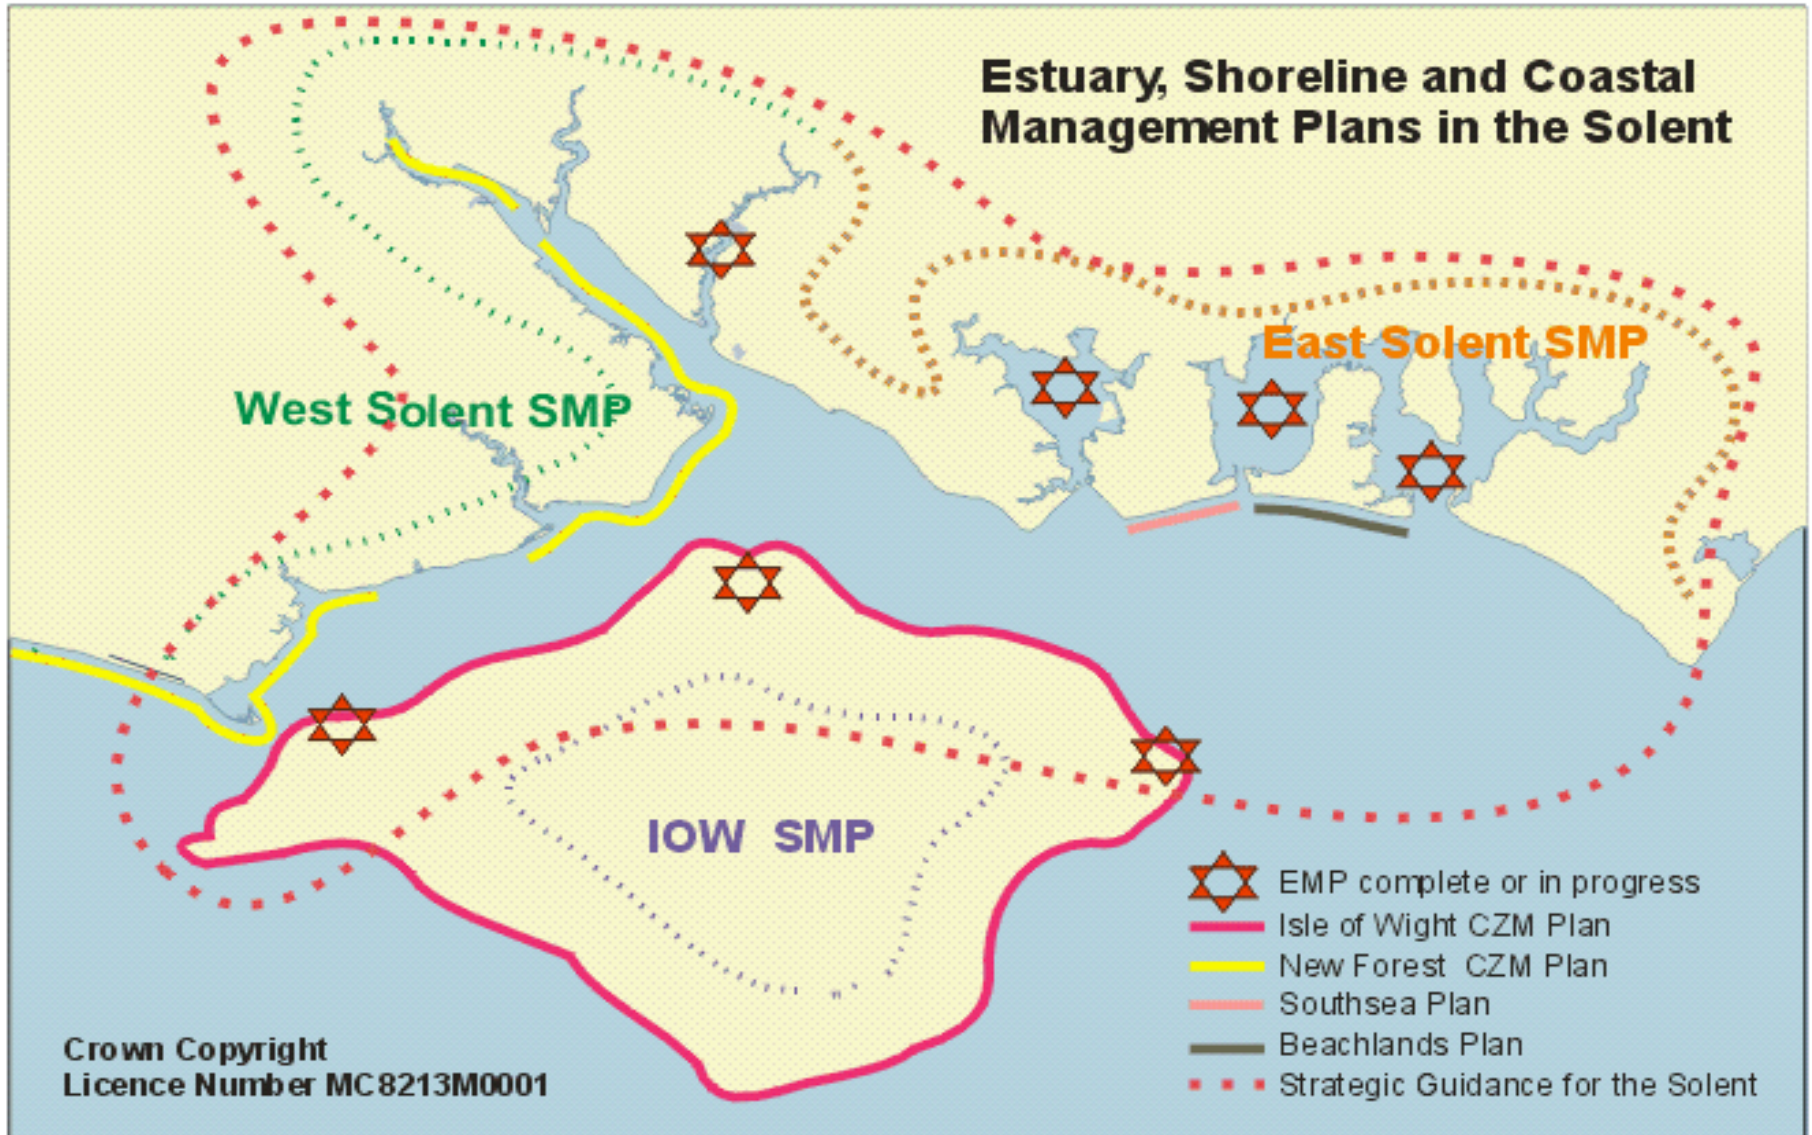 Estuary, Shoreline and Coastal
Management Plans in the Solent
East Solent SMP
West Solent SMP
IOW SMP
EMP complete or in progress
Isle of Wight CZM Plan
New Forest CZM Plan
Southsea Plan
Beachlands Plan
Strategic Guidance for the Solent
Crown Copyright
Licence Number MC8213M0001